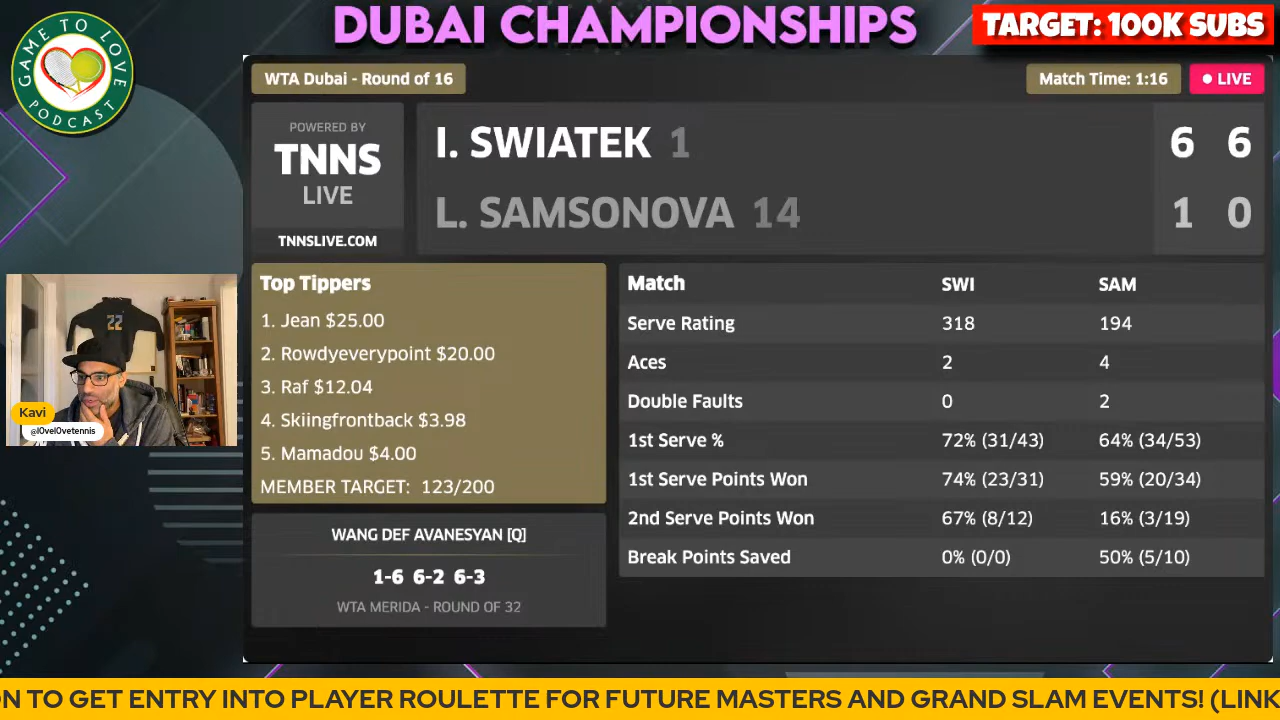 DUBAI CHAMPIONSHIPS
TARGET: 100K SUBS
GAME TO LOVE
PODCAST
WTA Dubai - Round of 16
Match Time: 1:16
LIVE
POWERED BY
TNNS
LIVE
TNNSLIVE.COM
I. SWIATEK 1 6 6
L. SAMSONOVA 14 1 0
Top Tippers
1. Jean $25.00
2. Rowdyeverypoint $20.00
3. Raf $12.04
4. Skiingfrontback $3.98
5. Mamadou $4.00
MEMBER TARGET: 123/200
WANG DEF AVANESYAN [Q]
1-6 6-2 6-3
WTA MERIDA - ROUND OF 32
Match SWI SAM
Serve Rating 318 194
Aces 2 4
Double Faults 0 2
1st Serve % 72% (31/43) 64% (34/53)
1st Serve Points Won 74% (23/31) 59% (20/34)
2nd Serve Points Won 67% (8/12) 16% (3/19)
Break Points Saved 0% (0/0) 50% (5/10)
22
Kavi
@l0vel0vetennis
ON TO GET ENTRY INTO PLAYER ROULETTE FOR FUTURE MASTERS AND GRAND SLAM EVENTS! (LINK